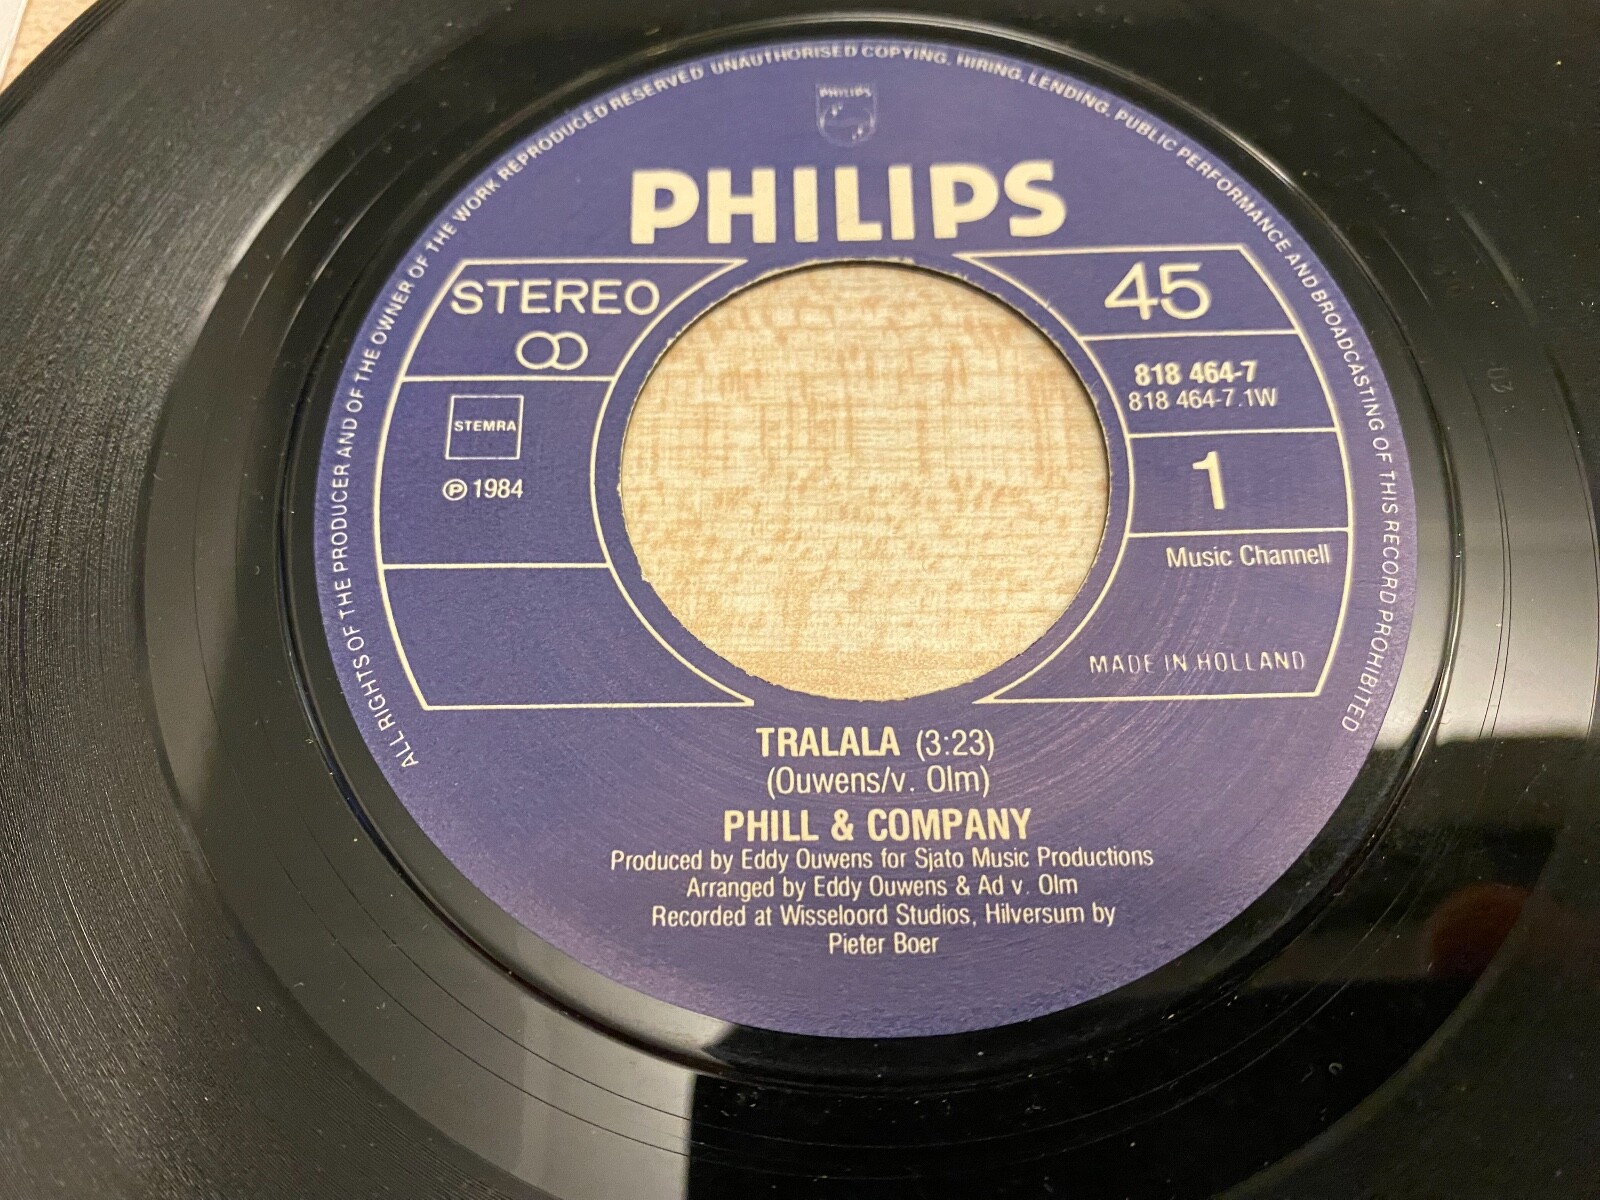 ALL RIGHTS OF THE PRODUCER AND OF THE OWNER OF THE WORK REPRODUCED RESERVED UNAUTHORISED COPYING. HIRING. LENDING. PUBLIC PERFORMANCE AND BROADCASTING OF THIS RECORD PROHIBITED
PHILIPS
PHILIPS
STEREO
STEMRA
℗ 1984
45
818 464-7
818 464-7.1W
1
Music Channell
MADE IN HOLLAND
TRALALA (3:23)
(Ouwens/v. Olm)
PHILL & COMPANY
Produced by Eddy Ouwens for Sjato Music Productions
Arranged by Eddy Ouwens & Ad v. Olm
Recorded at Wisseloord Studios, Hilversum by
Pieter Boer